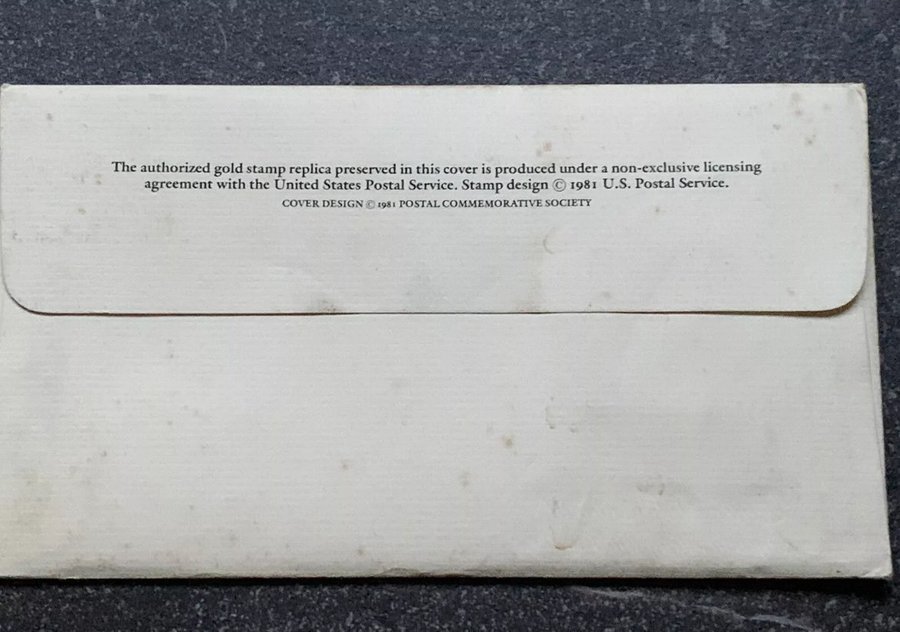 The authorized gold stamp replica preserved in this cover is produced under a non-exclusive licensing
agreement with the United States Postal Service. Stamp design © 1981 U.S. Postal Service.
COVER DESIGN © 1981 POSTAL COMMEMORATIVE SOCIETY